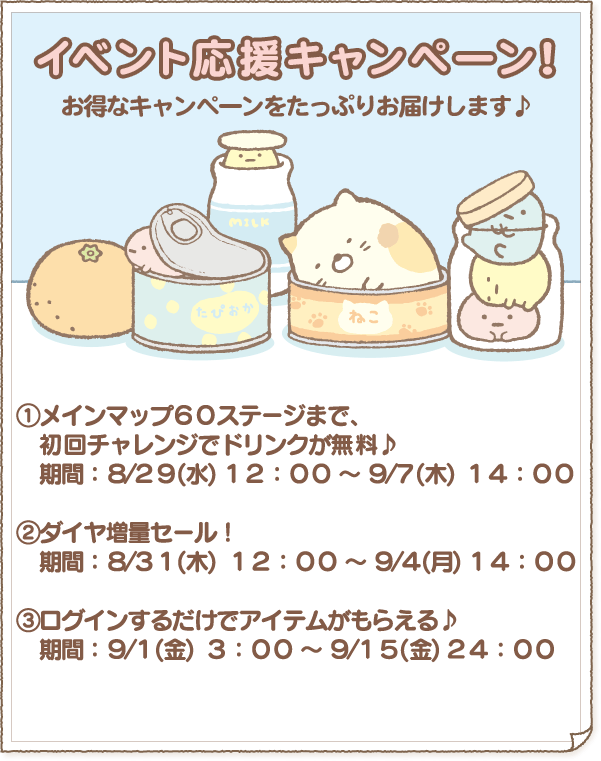 イベント応援キャンペーン!
お得なキャンペーンをたっぷりお届けします♪
MILK
たぴおか
ねこ
①メインマップ60ステージまで、
初回チャレンジでドリンクが無料♪
期間：8/29(水) 12：00 ～ 9/7(木) 14：00
②ダイヤ増量セール！
期間：8/31(木) 12：00 ～ 9/4(月) 14：00
③ログインするだけでアイテムがもらえる♪
期間：9/1(金) 3：00 ～ 9/15(金) 24：00